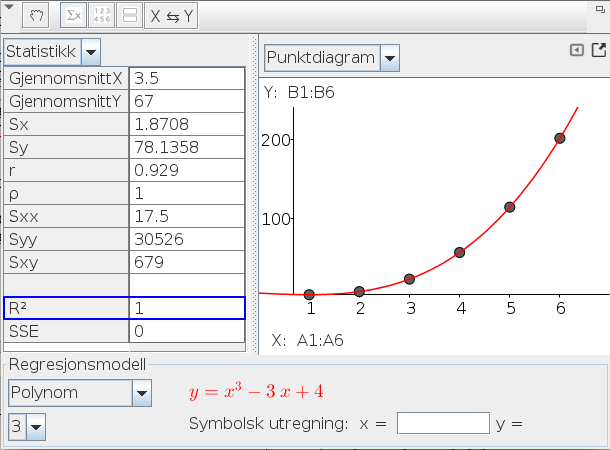 Σx 123 456 X ⇆ Y
Statistikk
GjennomsnittX 3.5
GjennomsnittY 67
Sx 1.8708
Sy 78.1358
r 0.929
ρ 1
Sxx 17.5
Syy 30526
Sxy 679
R² 1
SSE 0
Punktdiagram
Y: B1:B6
200
100
1 2 3 4 5 6
X: A1:A6
Regresjonsmodell
Polynom
3
y = x³ − 3 x + 4
Symbolsk utregning: x = y =